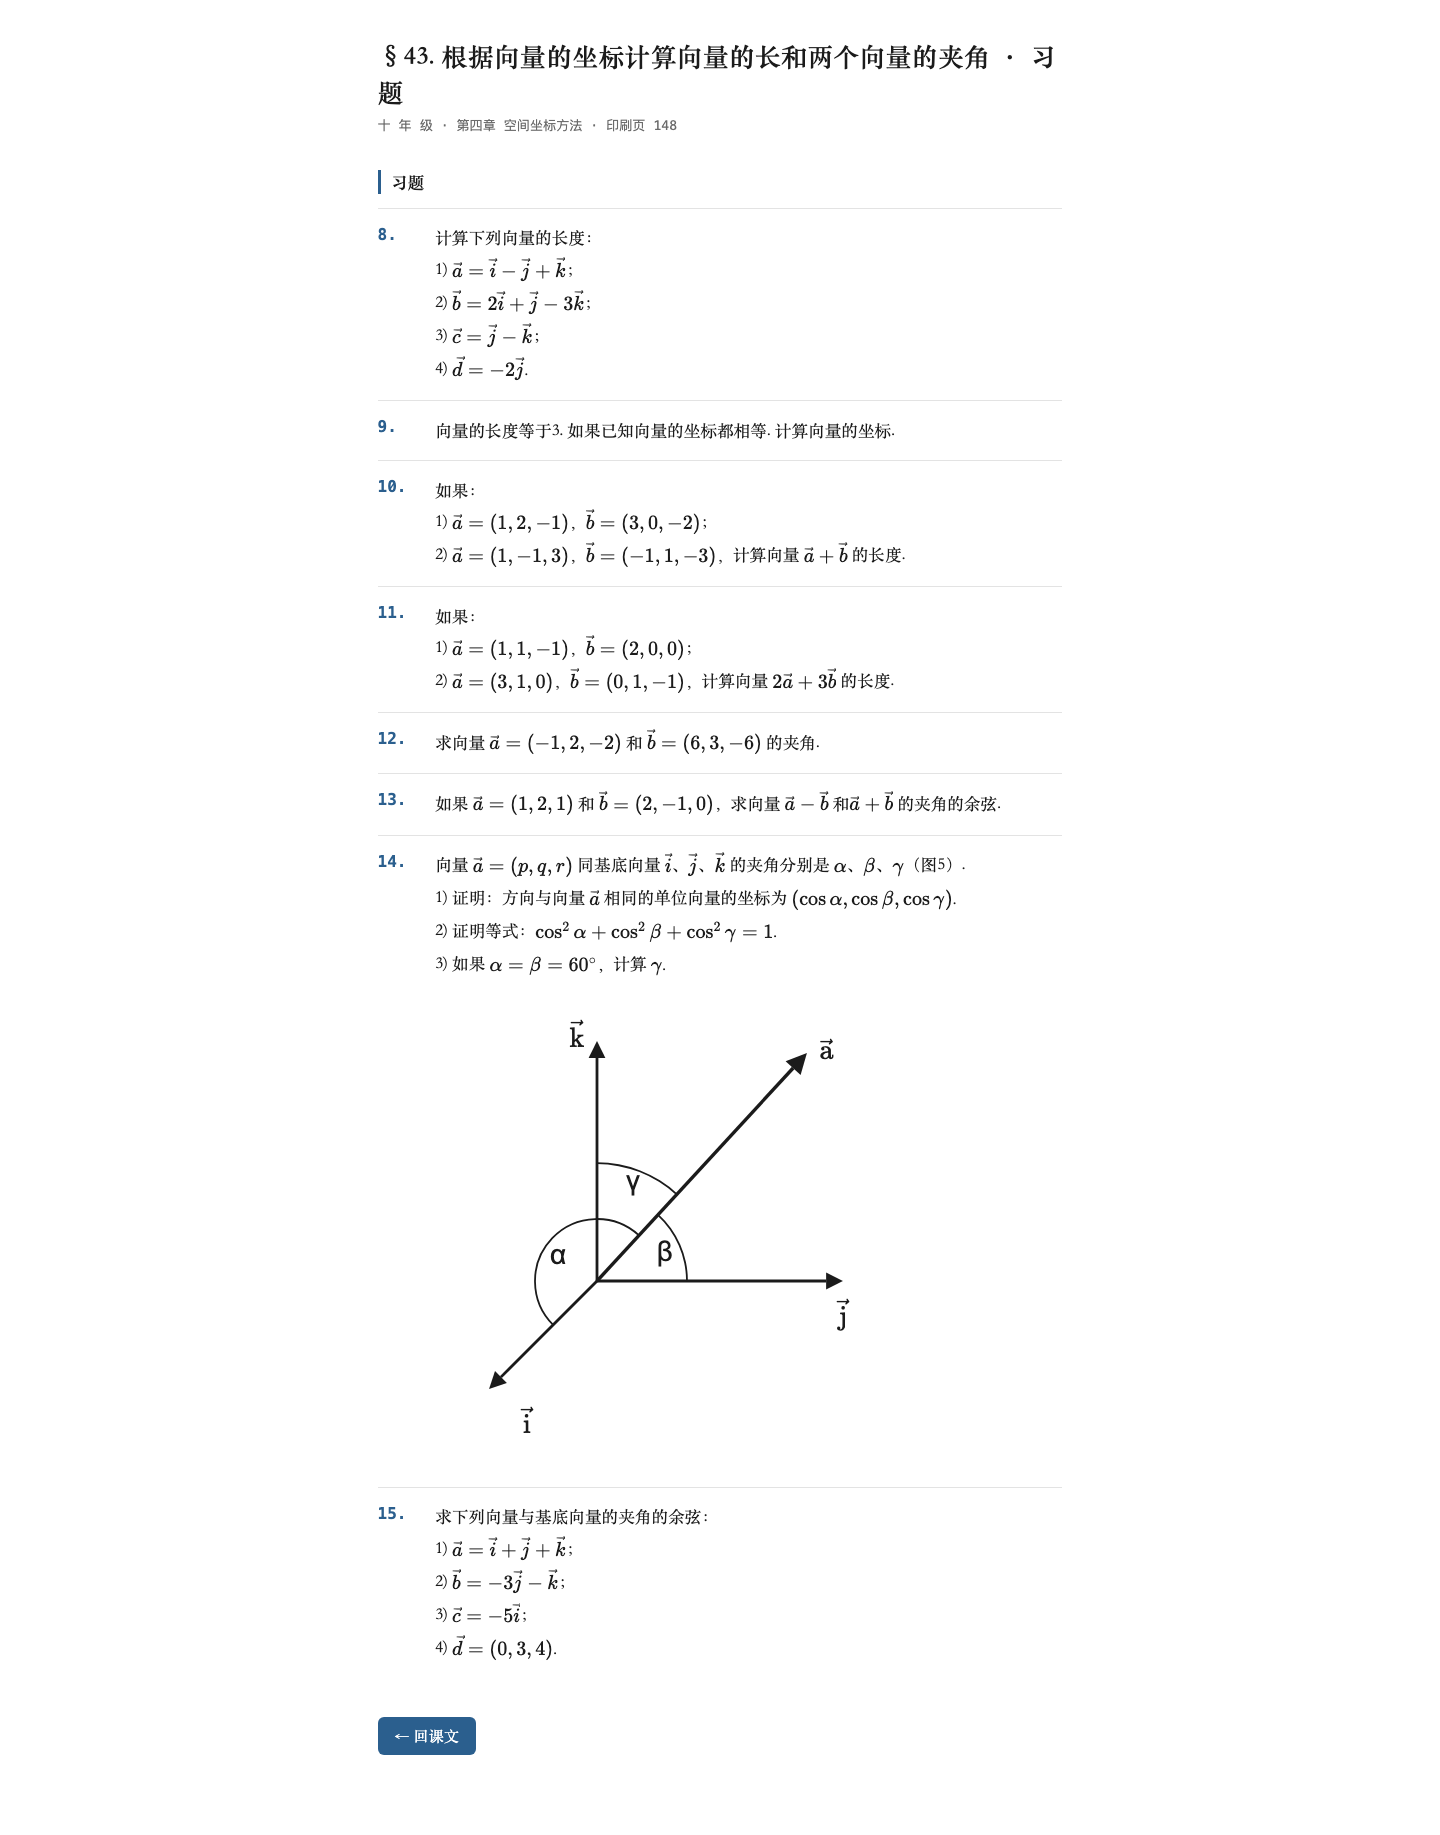 § 43. 根据向量的坐标计算向量的长和两个向量的夹角 · 习
题
十 年 级 · 第四章 空间坐标方法 · 印刷页 148
习题
8. 计算下列向量的长度：
1) a⃗ = i⃗ − j⃗ + k⃗；
2) b⃗ = 2i⃗ + j⃗ − 3k⃗；
3) c⃗ = j⃗ − k⃗；
4) d⃗ = −2j⃗.
9. 向量的长度等于3. 如果已知向量的坐标都相等. 计算向量的坐标.
10. 如果：
1) a⃗ = (1, 2, −1)，b⃗ = (3, 0, −2)；
2) a⃗ = (1, −1, 3)，b⃗ = (−1, 1, −3)，计算向量 a⃗ + b⃗ 的长度.
11. 如果：
1) a⃗ = (1, 1, −1)，b⃗ = (2, 0, 0)；
2) a⃗ = (3, 1, 0)，b⃗ = (0, 1, −1)，计算向量 2a⃗ + 3b⃗ 的长度.
12. 求向量 a⃗ = (−1, 2, −2) 和 b⃗ = (6, 3, −6) 的夹角.
13. 如果 a⃗ = (1, 2, 1) 和 b⃗ = (2, −1, 0)，求向量 a⃗ − b⃗ 和a⃗ + b⃗ 的夹角的余弦.
14. 向量 a⃗ = (p, q, r) 同基底向量 i⃗、j⃗、k⃗ 的夹角分别是 α、β、γ（图5）.
1) 证明：方向与向量 a⃗ 相同的单位向量的坐标为 (cos α, cos β, cos γ).
2) 证明等式：cos² α + cos² β + cos² γ = 1.
3) 如果 α = β = 60°，计算 γ.
k⃗
a⃗
γ
α
β
j⃗
i⃗
15. 求下列向量与基底向量的夹角的余弦：
1) a⃗ = i⃗ + j⃗ + k⃗；
2) b⃗ = −3j⃗ − k⃗；
3) c⃗ = −5i⃗；
4) d⃗ = (0, 3, 4).
← 回课文